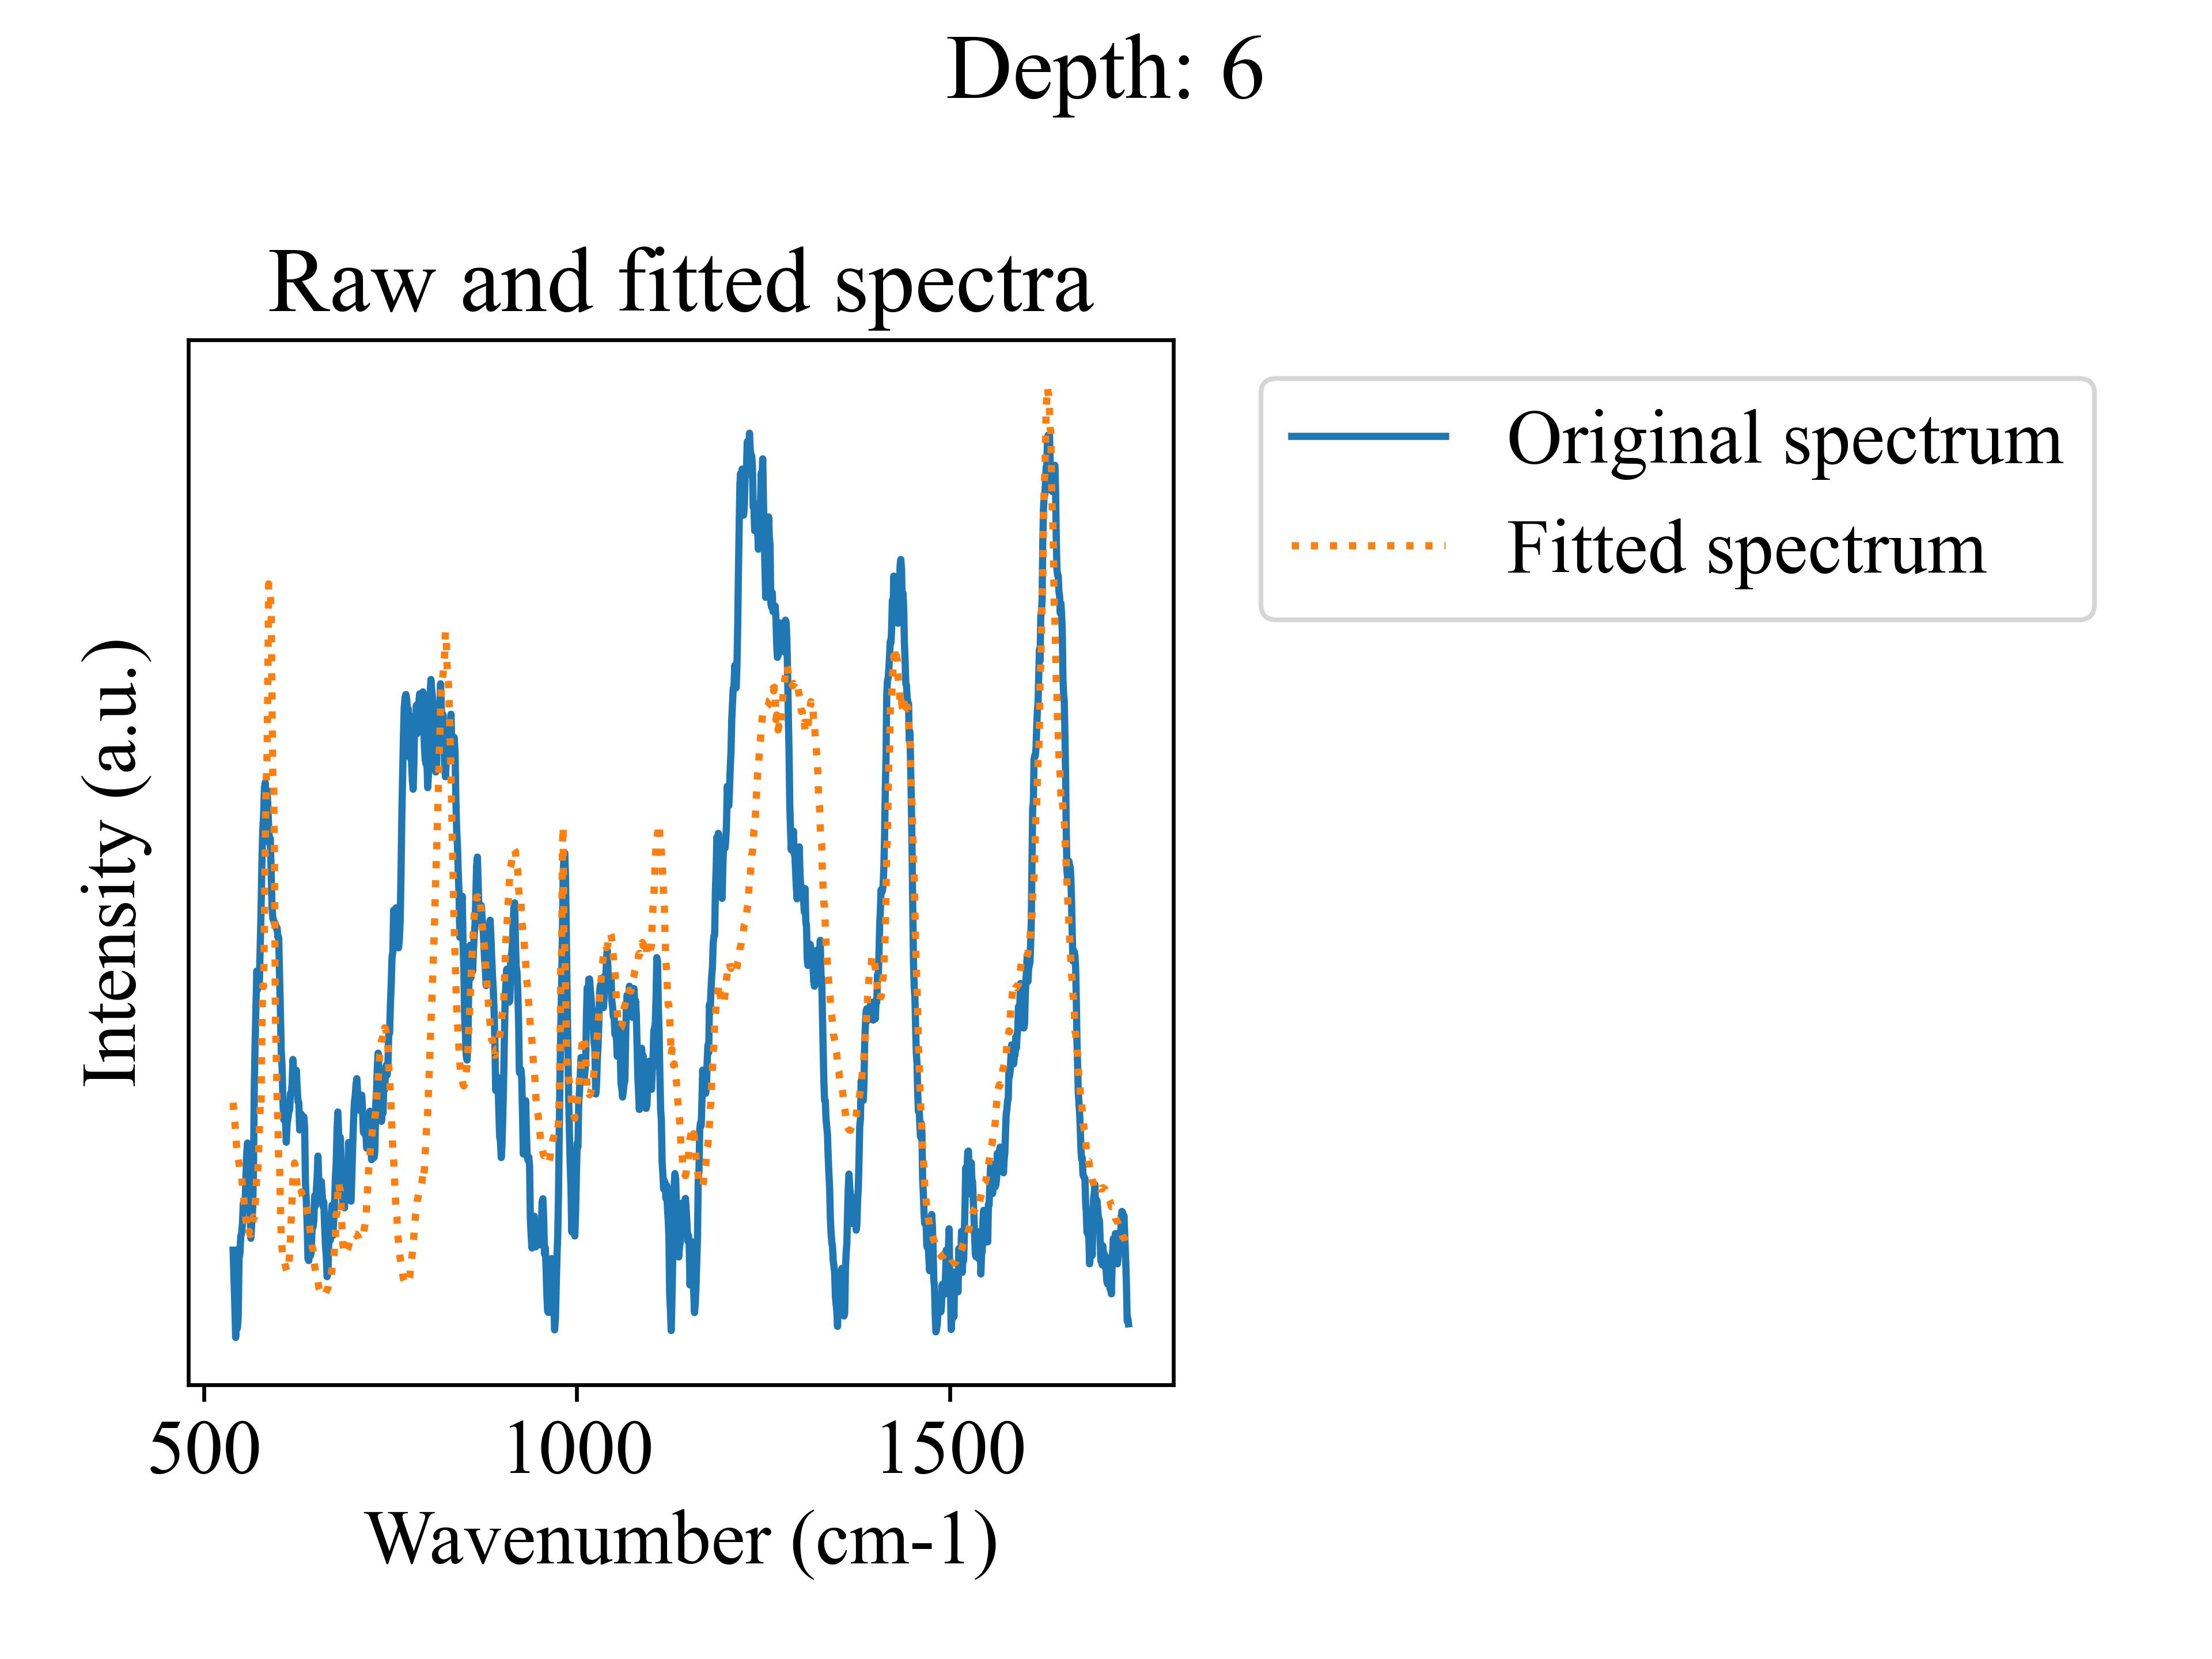 Depth: 6
Raw and fitted spectra
Original spectrum
Fitted spectrum
Intensity (a.u.)
500 1000 1500
Wavenumber (cm-1)